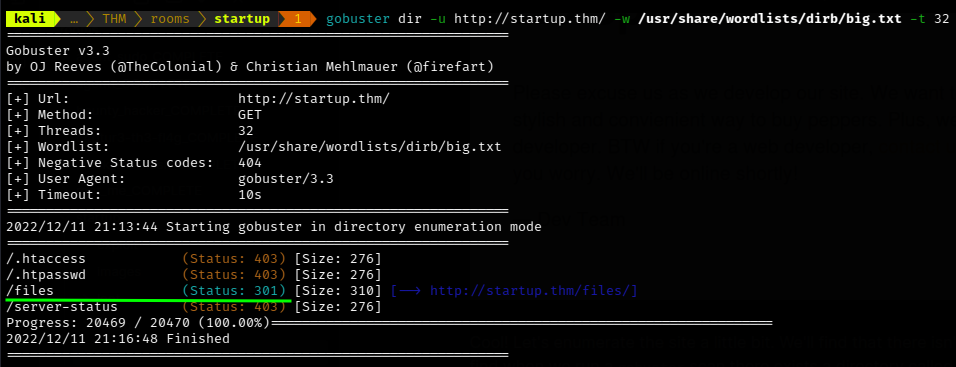 kali … THM rooms startup 1 gobuster dir -u http://startup.thm/ -w /usr/share/wordlists/dirb/big.txt -t 32
===============================================================
Gobuster v3.3
by OJ Reeves (@TheColonial) & Christian Mehlmauer (@firefart)
===============================================================
[+] Url: http://startup.thm/
[+] Method: GET
[+] Threads: 32
[+] Wordlist: /usr/share/wordlists/dirb/big.txt
[+] Negative Status codes: 404
[+] User Agent: gobuster/3.3
[+] Timeout: 10s
===============================================================
2022/12/11 21:13:44 Starting gobuster in directory enumeration mode
===============================================================
/.htaccess (Status: 403) [Size: 276]
/.htpasswd (Status: 403) [Size: 276]
/files (Status: 301) [Size: 310] [--> http://startup.thm/files/]
/server-status (Status: 403) [Size: 276]
Progress: 20469 / 20470 (100.00%)===============================================================
2022/12/11 21:16:48 Finished
===============================================================